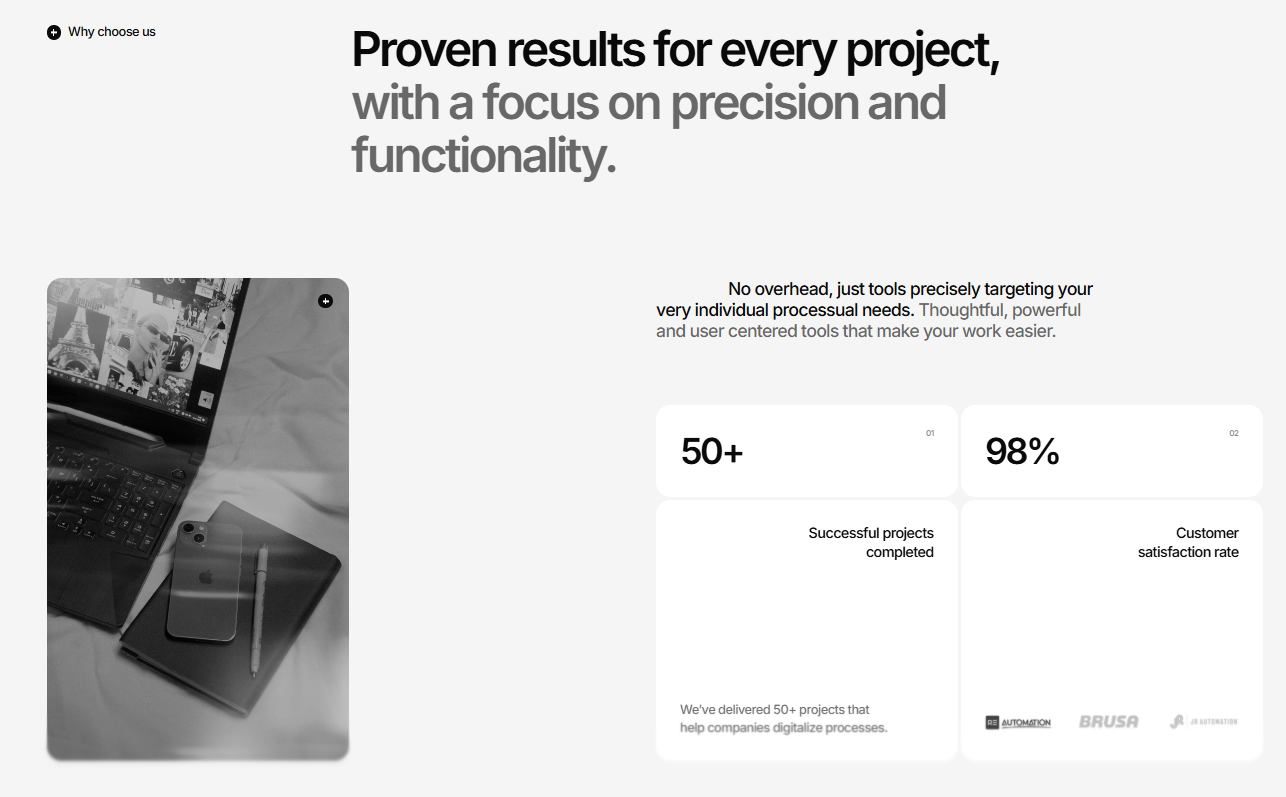 Why choose us
Proven results for every project,
with a focus on precision and
functionality.
No overhead, just tools precisely targeting your
very individual processual needs. Thoughtful, powerful
and user centered tools that make your work easier.
50+
01
98%
02
Successful projects
completed
Customer
satisfaction rate
We've delivered 50+ projects that
help companies digitalize processes.
RE AUTOMATION
BRUSA
JR AUTOMATION